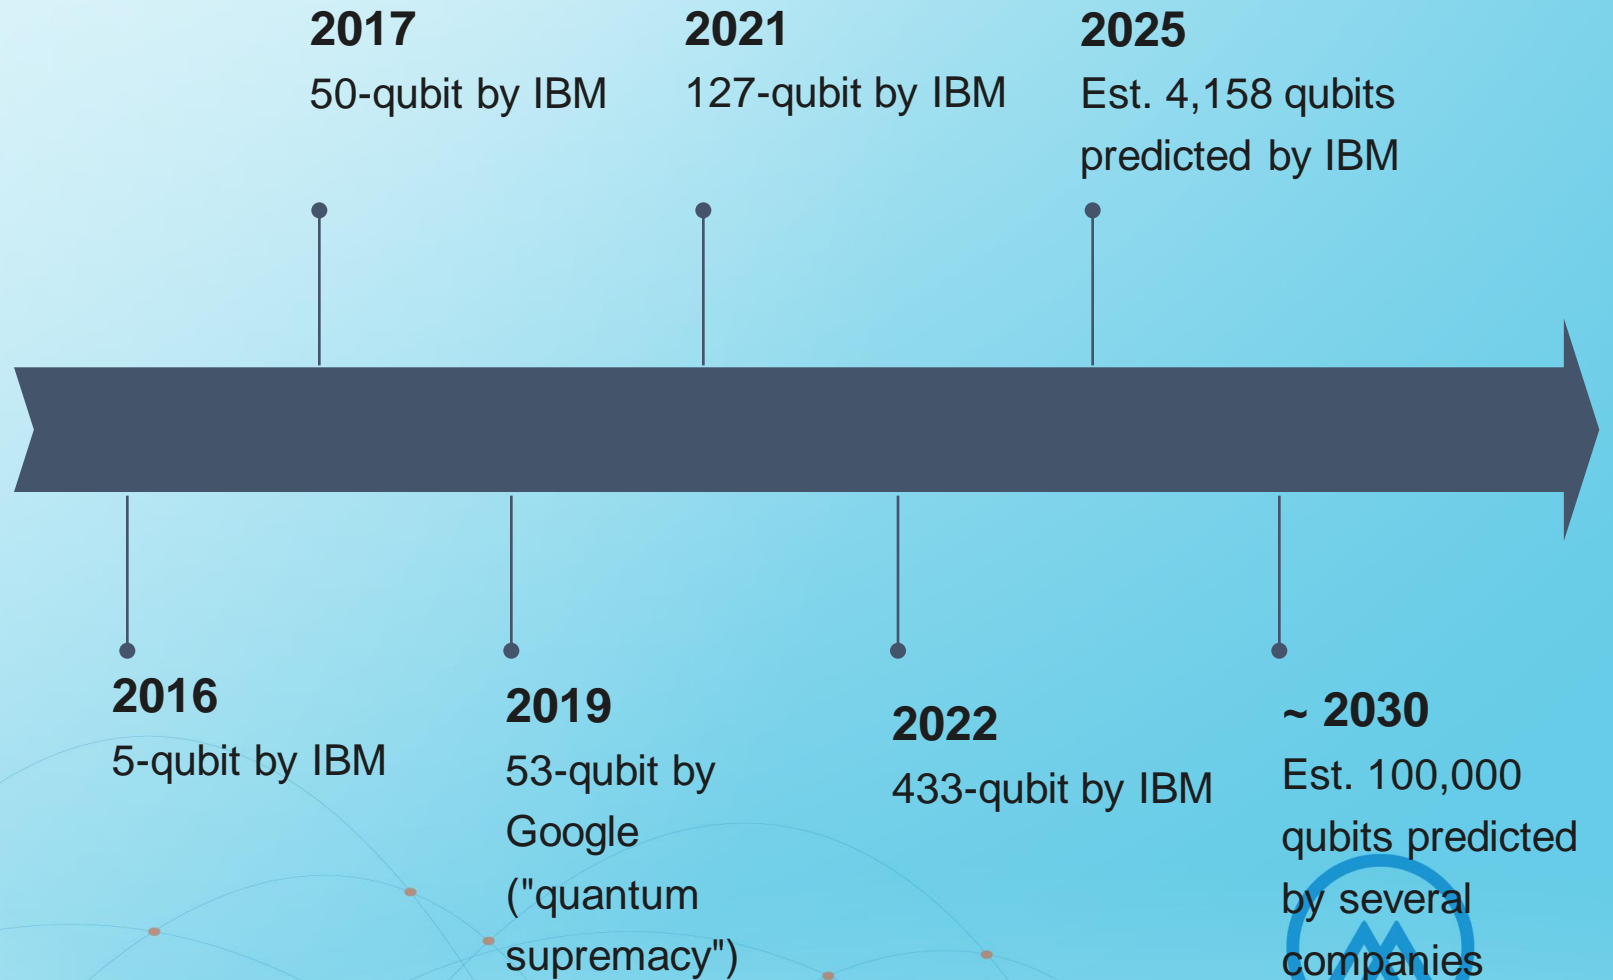 2017
50-qubit by IBM
2021
127-qubit by IBM
2025
Est. 4,158 qubits
predicted by IBM
2016
5-qubit by IBM
2019
53-qubit by
Google
("quantum
supremacy")
2022
433-qubit by IBM
~ 2030
Est. 100,000
qubits predicted
by several
companies